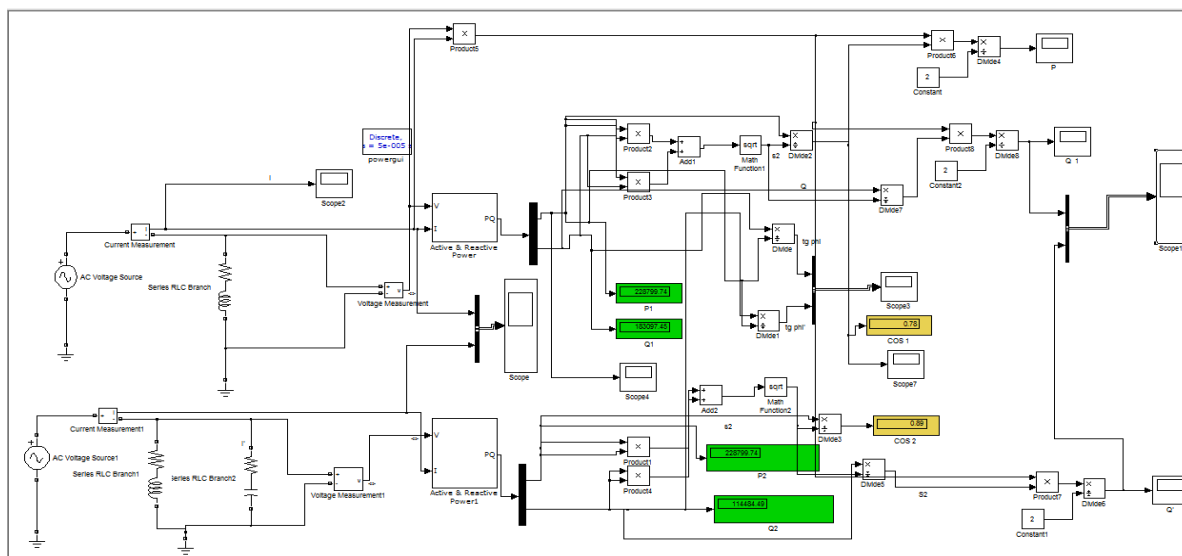 Product5
Product6
Divide4
P
2
Constant
Discrete,
= 5e-005
powergui
Product2
Add1
sqrt
Math
Function1
s2
Divide2
Product8
Divide8
Q 1
2
Constant2
I
Scope2
Product3
Q
Divide7
V
I
PQ
Active & Reactive
Power
Current Measurement
AC Voltage Source
Series RLC Branch
Voltage Measurement
Divide
tg phi
Scope1
Scope3
228799.74
P1
183097.45
Q1
Divide1
tg phi'
0.78
COS 1
Scope
Scope4
Scope7
Add2
sqrt
Math
Function2
s2
Divide3
0.89
COS 2
Current Measurement1
AC Voltage Source1
Series RLC Branch1
I''
Series RLC Branch2
Voltage Measurement1
V
I
PQ
Active & Reactive
Power1
Product1
Product4
228799.74
P2
114484.49
Q2
Divide5
S2
Product7
Divide6
2
Constant1
Q'